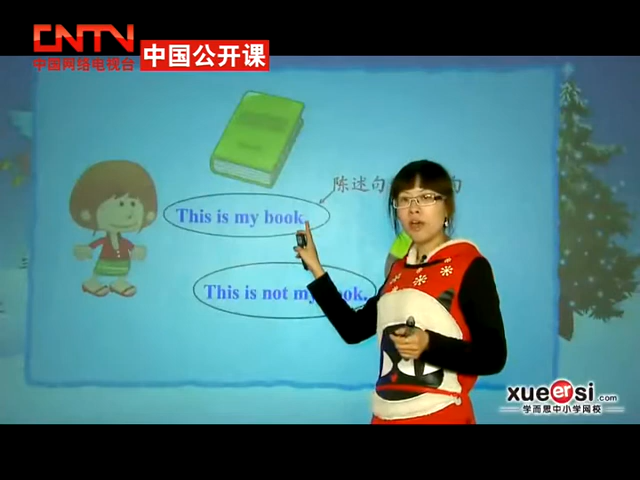 CNTV
中国网络电视台
中国公开课
陈述句
句
This is my book.
This is not my book.
xueersi.com
学而思中小学网校